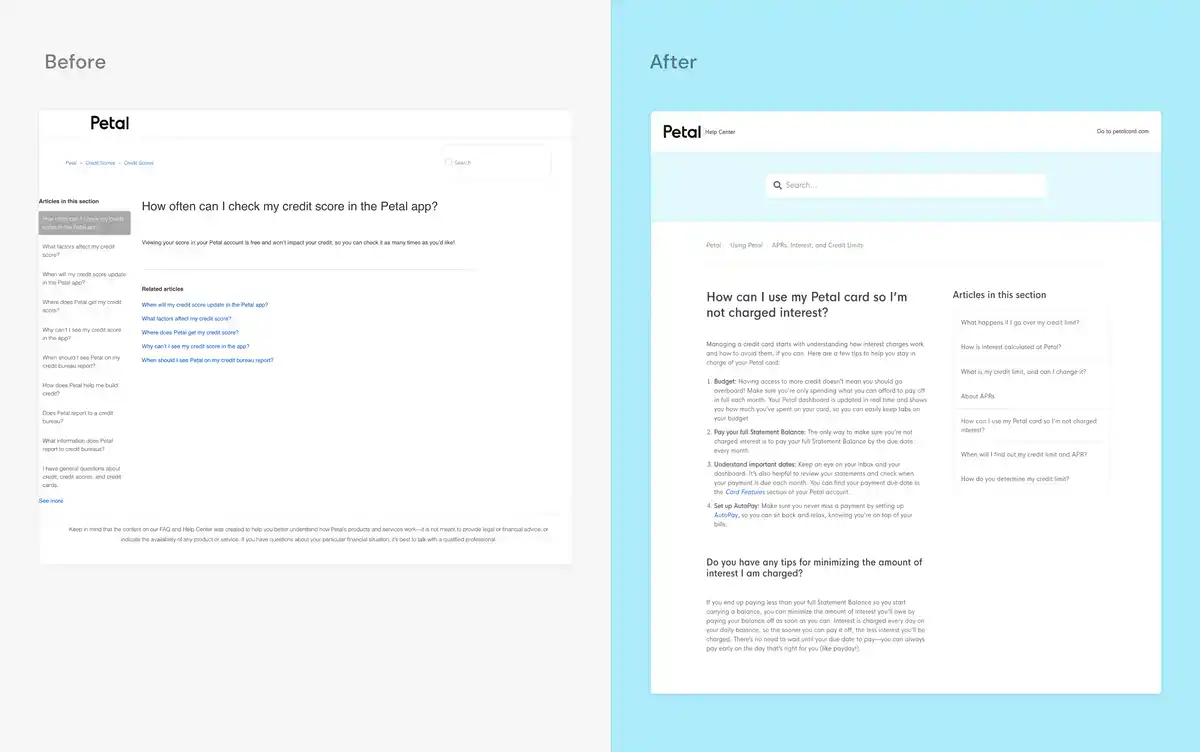 Before
Petal
Petal > Credit Scores > Credit Scores
Search
Articles in this section
How often can I check my credit
score in the Petal app?
What factors affect my credit
score?
When will my credit score update
in the Petal app?
Where does Petal get my credit
score?
Why can't I see my credit score
in the app?
When should I see Petal on my
credit bureau report?
How does Petal help me build
credit?
Does Petal report to a credit
bureau?
What information does Petal
report to credit bureaus?
I have general questions about
credit, credit scores, and credit
cards.
See more
How often can I check my credit score in the Petal app?
Viewing your score in your Petal account is free and won't impact your credit, so you can check it as many times as you'd like!
Related articles
When will my credit score update in the Petal app?
What factors affect my credit score?
Where does Petal get my credit score?
Why can't I see my credit score in the app?
When should I see Petal on my credit bureau report?
Keep in mind that the content on our FAQ and Help Center was created to help you better understand how Petal's products and services work—it is not meant to provide legal or financial advice, or
indicate the availability of any product or service. If you have questions about your particular financial situation, it's best to talk with a qualified professional.
After
Petal Help Center
Go to petalcard.com
Search...
Petal Using Petal APRs, Interest, and Credit Limits
How can I use my Petal card so I'm
not charged interest?
Managing a credit card starts with understanding how interest charges work
and how to avoid them, if you can. Here are a few tips to help you stay in
charge of your Petal card:
1. Budget: Having access to more credit doesn't mean you should go
overboard! Make sure you're only spending what you can afford to pay off
in full each month. Your Petal dashboard is updated in real time and shows
you how much you've spent on your card, so you can easily keep tabs on
your budget
2. Pay your full Statement Balance: The only way to make sure you're not
charged interest is to pay your full Statement Balance by the due date
every month.
3. Understand important dates: Keep an eye on your inbox and your
dashboard. It's also helpful to review your statements and check when
your payment is due each month. You can find your payment due date in
the Card Features section of your Petal account.
4. Set up AutoPay: Make sure you never miss a payment by setting up
AutoPay, so you can sit back and relax, knowing you're on top of your
bills.
Do you have any tips for minimizing the amount of
interest I am charged?
If you end up paying less than your full Statement Balance so you start
carrying a balance, you can minimize the amount of interest you'll owe by
paying your balance off as soon as you can. Interest is charged every day on
your daily balance, so the sooner you can pay it off, the less interest you'll be
charged. There's no need to wait until your due date to pay—you can always
pay early on the day that's right for you (like payday!).
Articles in this section
What happens if I go over my credit limit?
How is interest calculated at Petal?
What is my credit limit, and can I change it?
About APRs
How can I use my Petal card so I'm not charged
interest?
When will I find out my credit limit and APR?
How do you determine my credit limit?